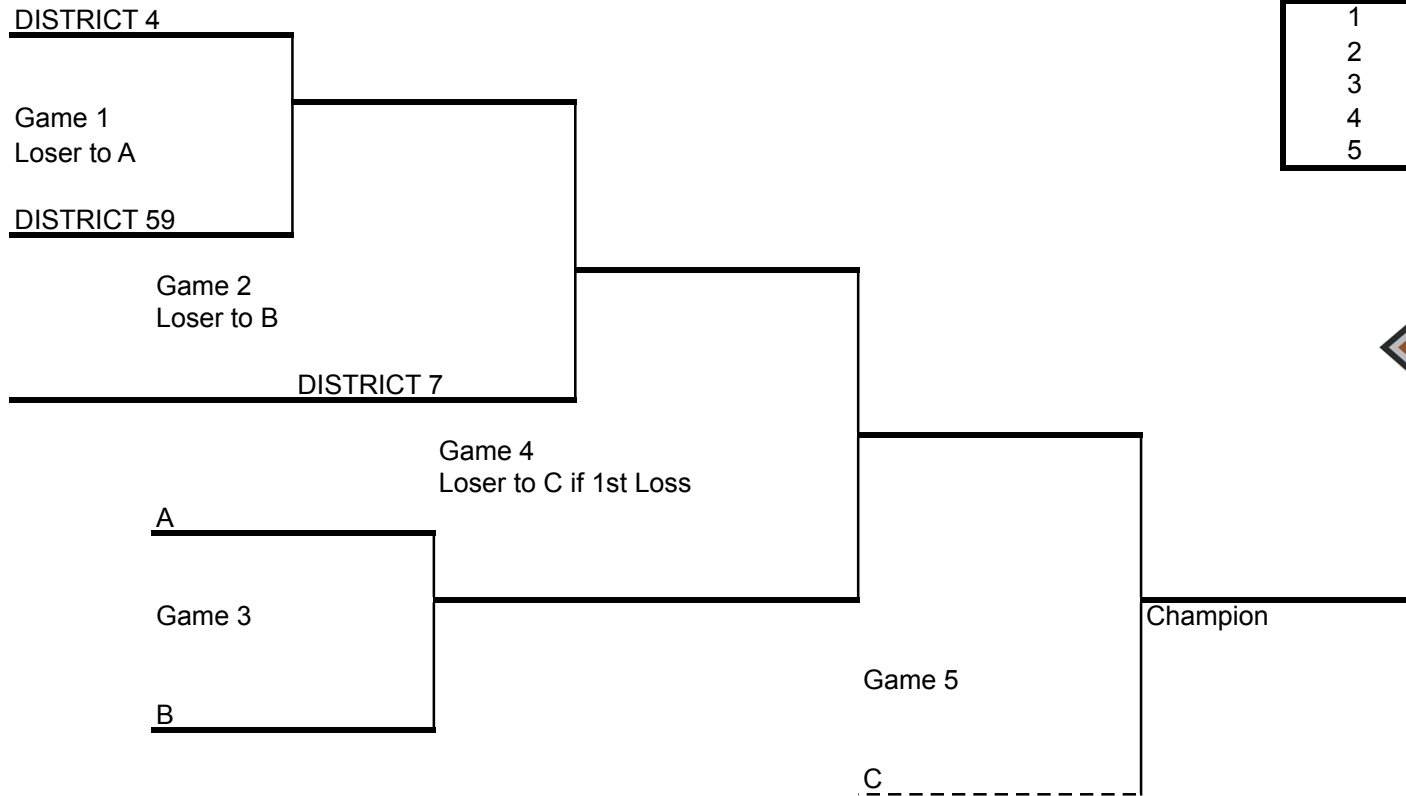 DISTRICT 4
1
2
3
4
5
Game 1
Loser to A
DISTRICT 59
Game 2
Loser to B
DISTRICT 7
Game 4
Loser to C if 1st Loss
A
Game 3
B
Champion
Game 5
C